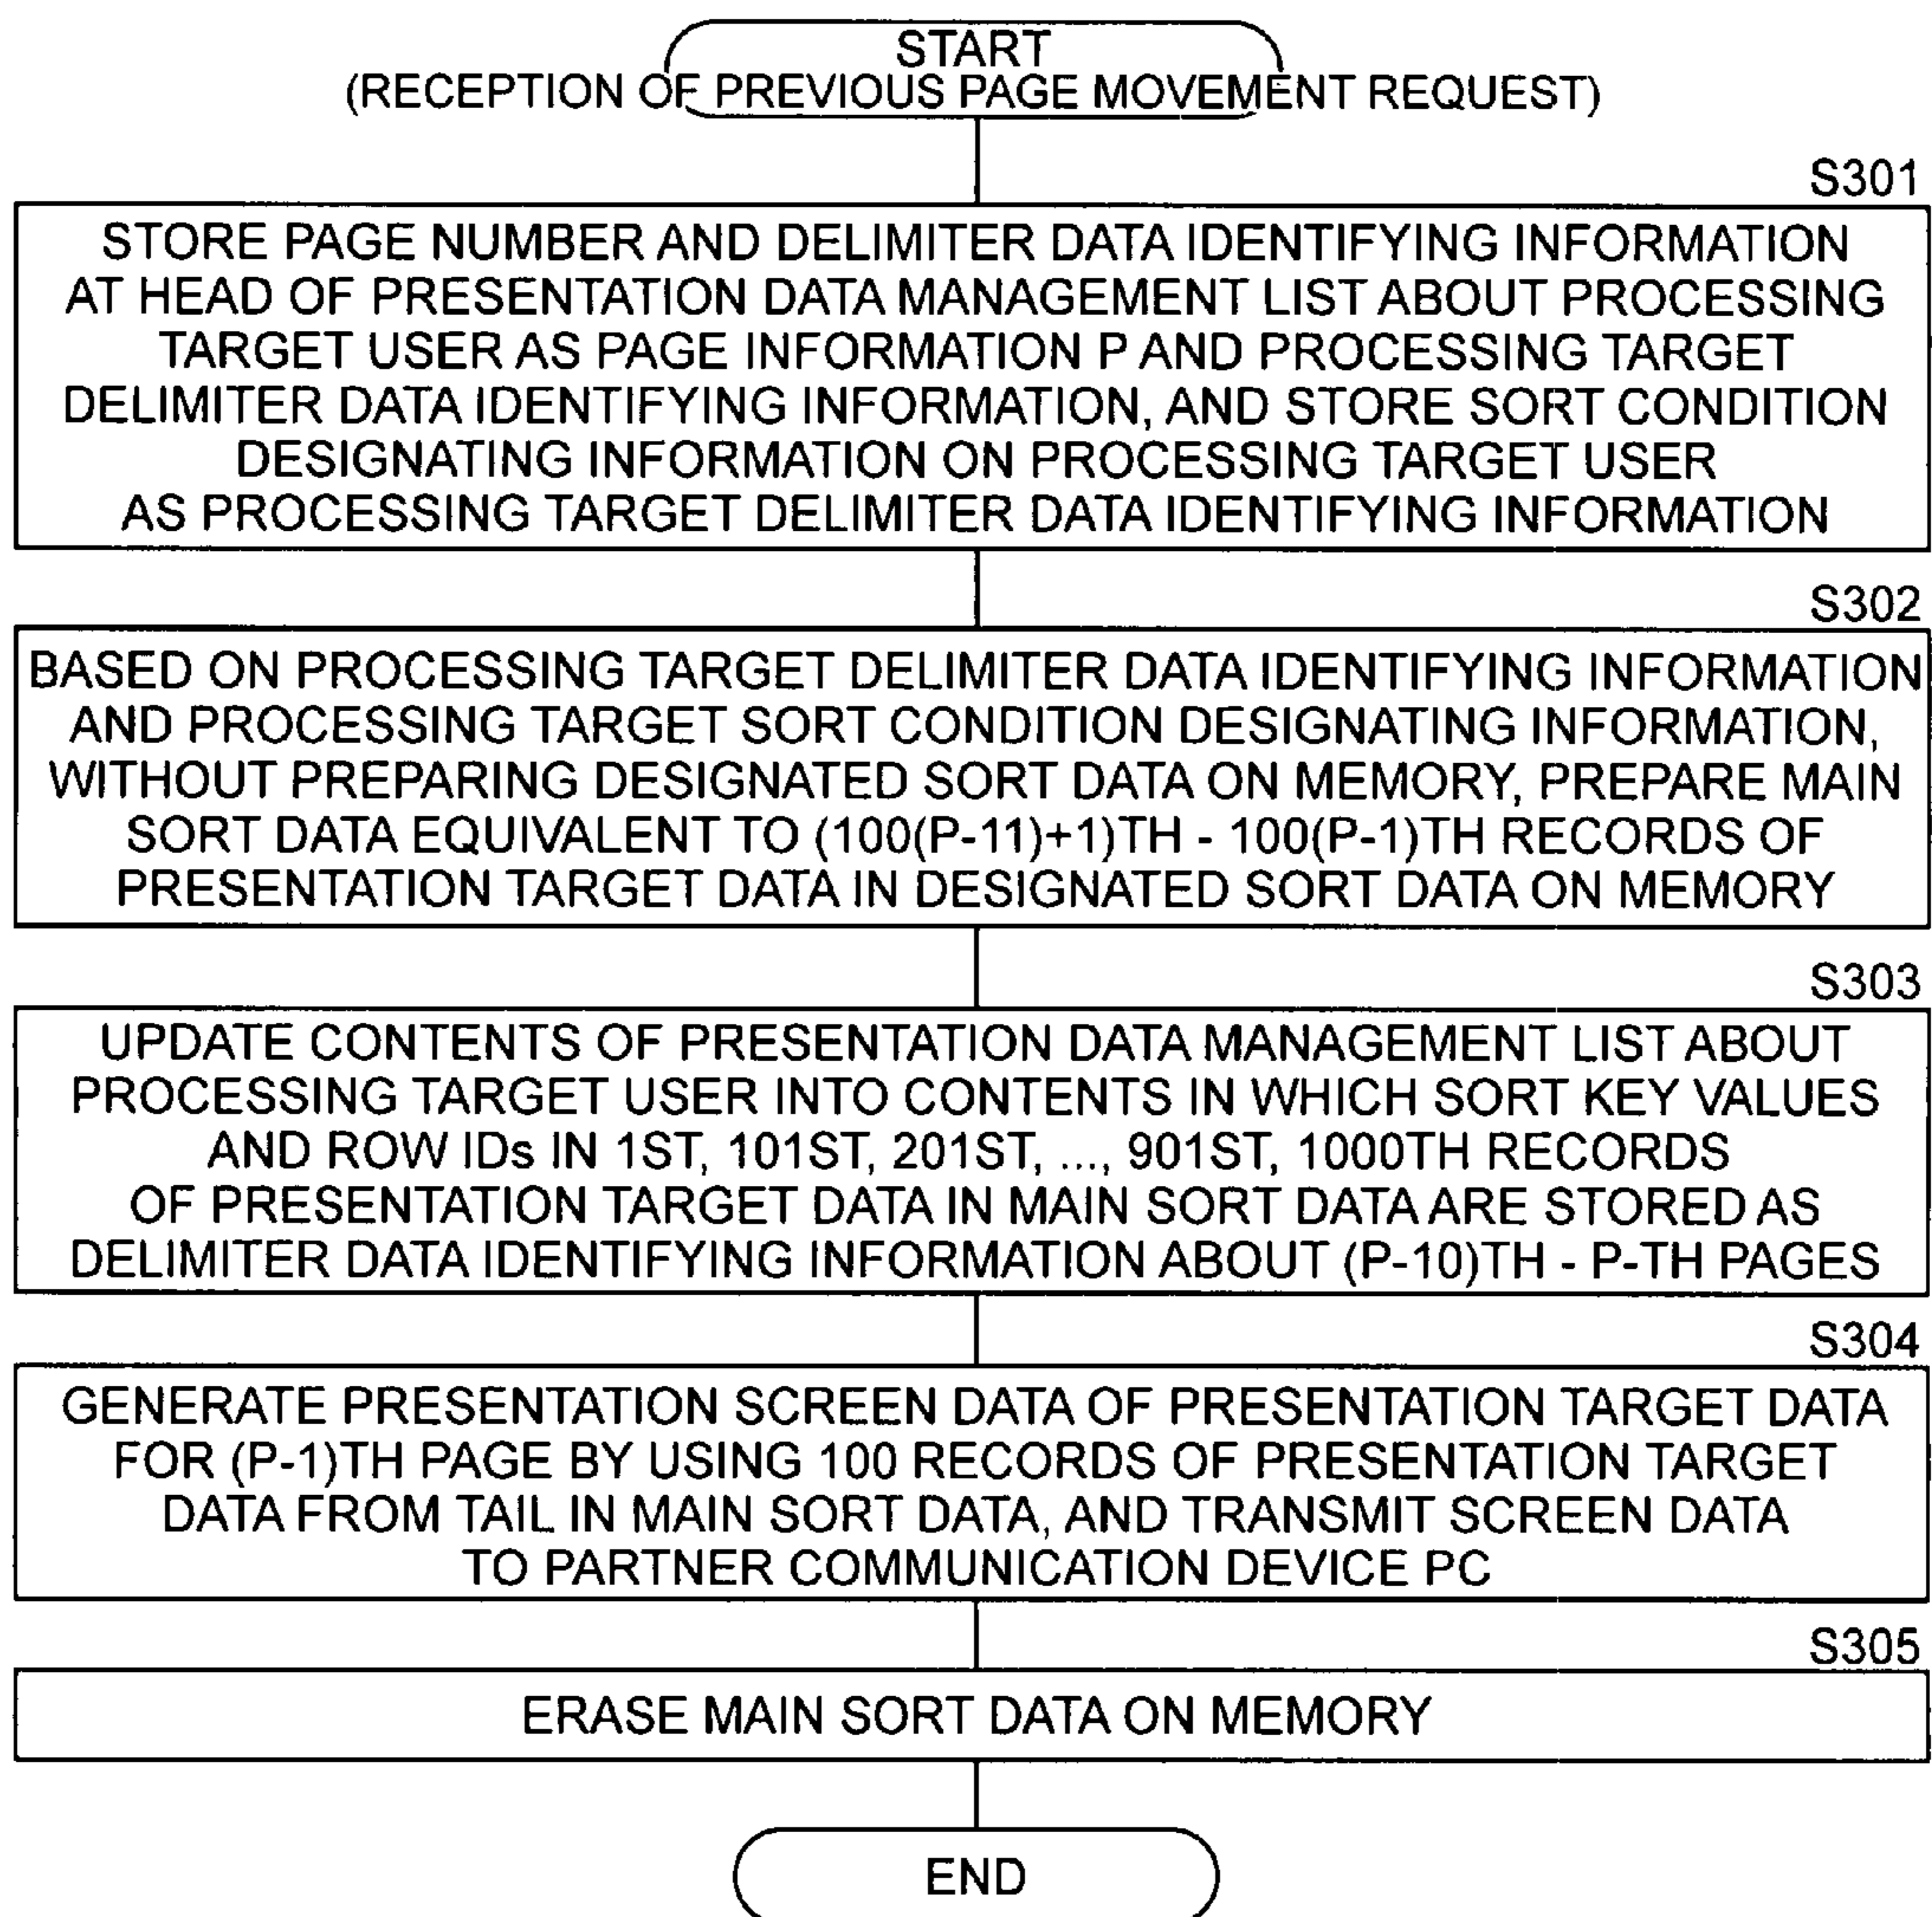 START
(RECEPTION OF PREVIOUS PAGE MOVEMENT REQUEST)
S301
STORE PAGE NUMBER AND DELIMITER DATA IDENTIFYING INFORMATION
AT HEAD OF PRESENTATION DATA MANAGEMENT LIST ABOUT PROCESSING
TARGET USER AS PAGE INFORMATION P AND PROCESSING TARGET
DELIMITER DATA IDENTIFYING INFORMATION, AND STORE SORT CONDITION
DESIGNATING INFORMATION ON PROCESSING TARGET USER
AS PROCESSING TARGET DELIMITER DATA IDENTIFYING INFORMATION
S302
BASED ON PROCESSING TARGET DELIMITER DATA IDENTIFYING INFORMATION
AND PROCESSING TARGET SORT CONDITION DESIGNATING INFORMATION,
WITHOUT PREPARING DESIGNATED SORT DATA ON MEMORY, PREPARE MAIN
SORT DATA EQUIVALENT TO (100(P-11)+1)TH - 100(P-1)TH RECORDS OF
PRESENTATION TARGET DATA IN DESIGNATED SORT DATA ON MEMORY
S303
UPDATE CONTENTS OF PRESENTATION DATA MANAGEMENT LIST ABOUT
PROCESSING TARGET USER INTO CONTENTS IN WHICH SORT KEY VALUES
AND ROW IDs IN 1ST, 101ST, 201ST, ..., 901ST, 1000TH RECORDS
OF PRESENTATION TARGET DATA IN MAIN SORT DATA ARE STORED AS
DELIMITER DATA IDENTIFYING INFORMATION ABOUT (P-10)TH - P-TH PAGES
S304
GENERATE PRESENTATION SCREEN DATA OF PRESENTATION TARGET DATA
FOR (P-1)TH PAGE BY USING 100 RECORDS OF PRESENTATION TARGET
DATA FROM TAIL IN MAIN SORT DATA, AND TRANSMIT SCREEN DATA
TO PARTNER COMMUNICATION DEVICE PC
S305
ERASE MAIN SORT DATA ON MEMORY
END